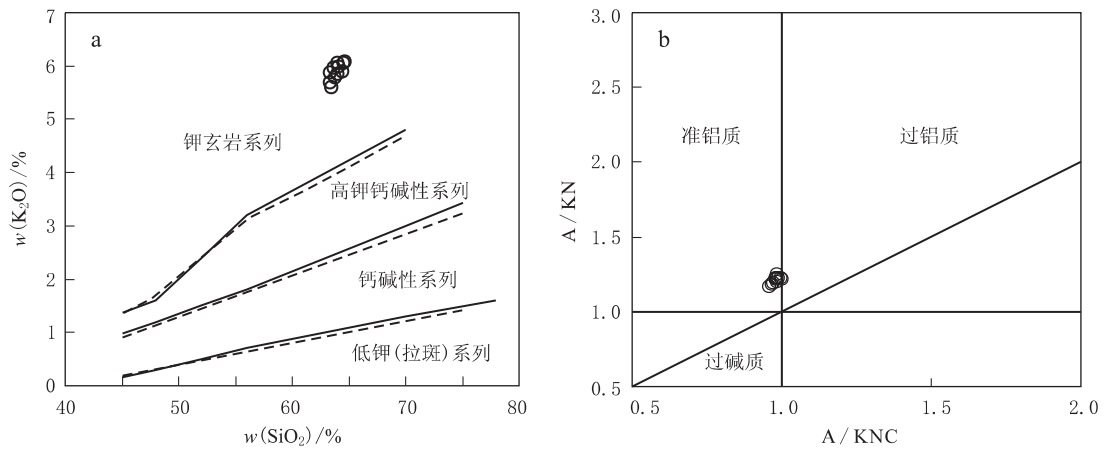 a
7
6
5
4
3
2
1
0
w(K₂O)/%
钾玄岩系列
高钾钙碱性系列
钙碱性系列
低钾(拉斑)系列
40 50 60 70 80
w(SiO₂)/%
b
3.0
2.5
2.0
1.5
1.0
0.5
A/KN
准铝质
过铝质
过碱质
0.5 1.0 1.5 2.0
A/KNC